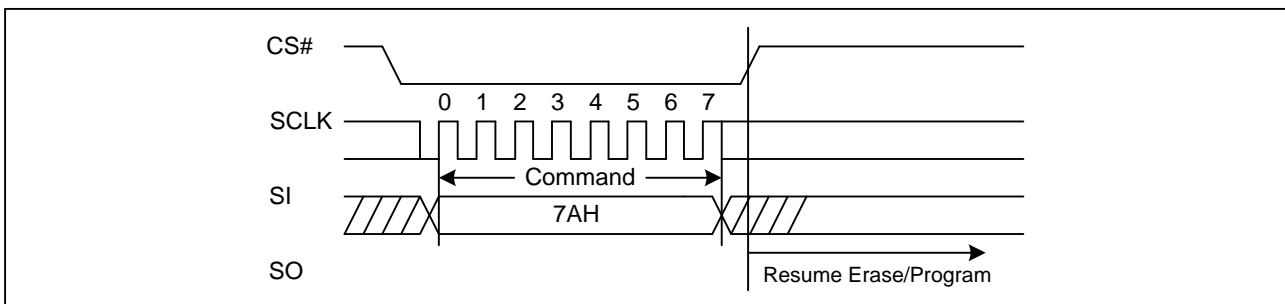 CS#
0 1 2 3 4 5 6 7
SCLK
Command
SI
7AH
SO
Resume Erase/Program